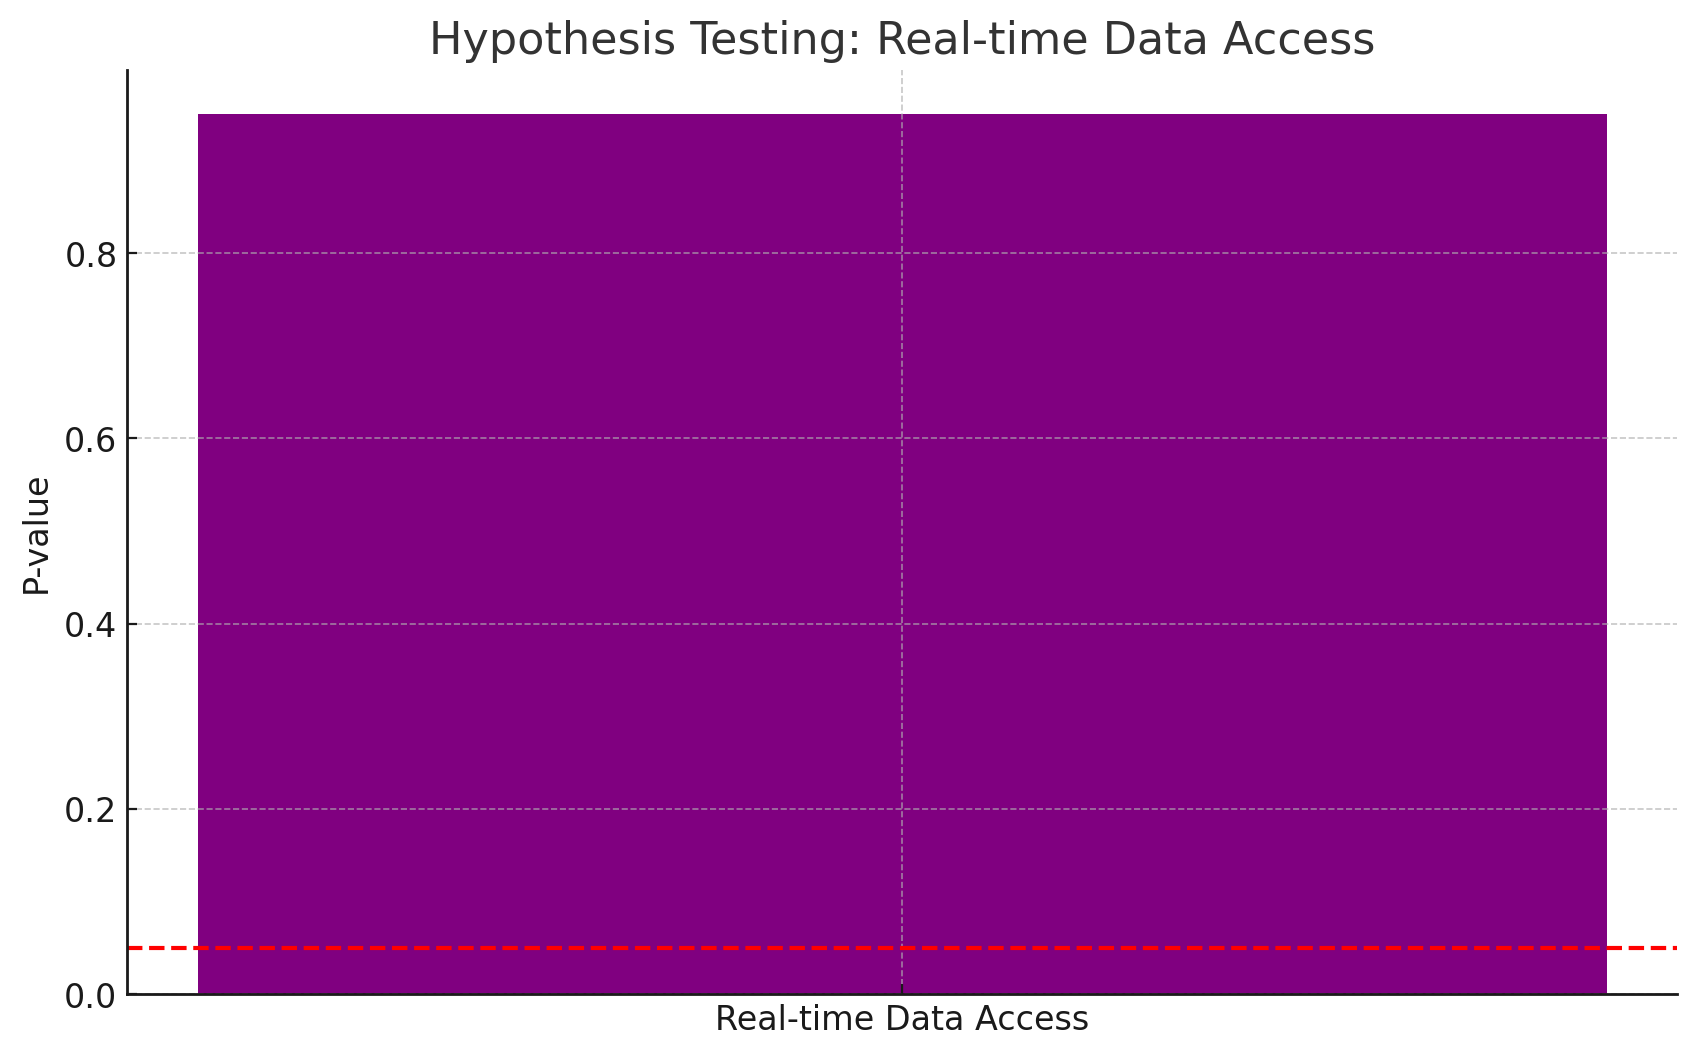 Hypothesis Testing: Real-time Data Access
0.8
0.6
0.4
0.2
0.0
P-value
Real-time Data Access